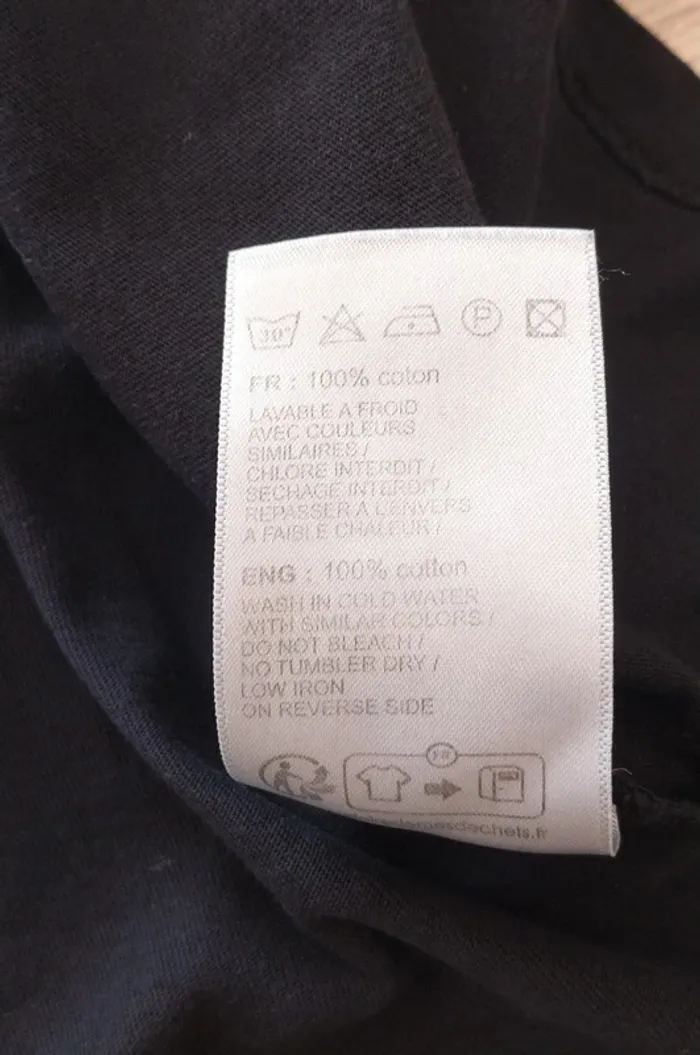 30°
P
FR : 100% coton
LAVABLE A FROID
AVEC COULEURS
SIMILAIRES /
CHLORE INTERDIT /
SECHAGE INTERDIT /
REPASSER A L'ENVERS
A FAIBLE CHALEUR /
ENG : 100% cotton
WASH IN COLD WATER
WITH SIMILAR COLORS /
DO NOT BLEACH /
NO TUMBLER DRY /
LOW IRON
ON REVERSE SIDE
FR